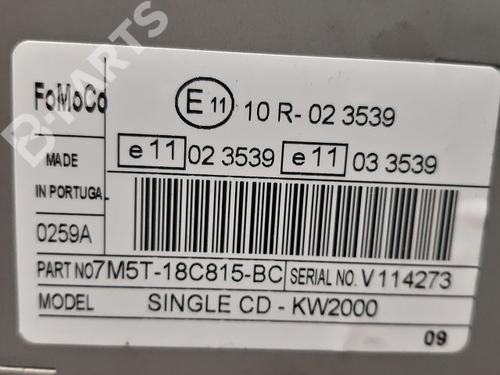 B-PARTS
FoMoCo
E 11 10 R- 02 3539
e 11 02 3539 e 11 03 3539
MADE
IN PORTUGA
0259A
PART NO 7M5T-18C815-BC SERIAL NO. V114273
MODEL SINGLE CD - KW2000
09